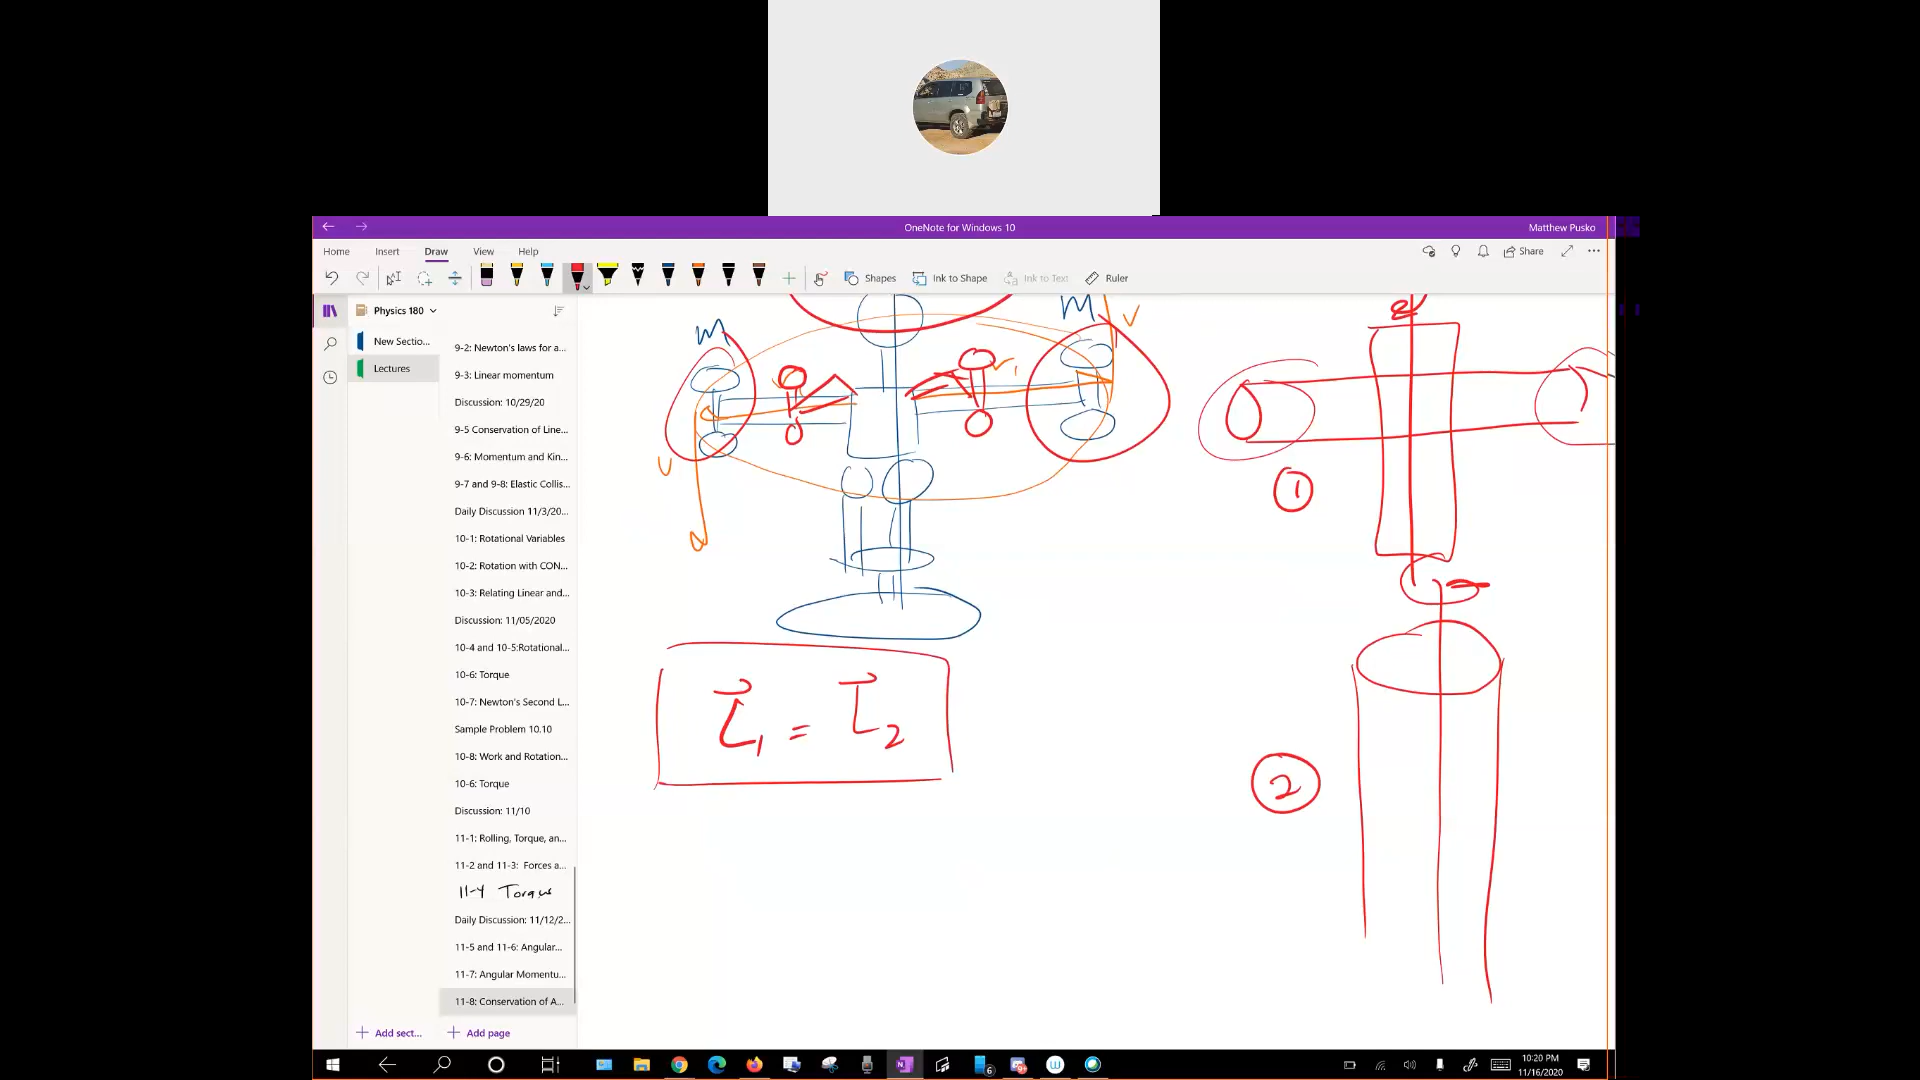 OneNote for Windows 10
Matthew Pusko
Home Insert Draw View Help
Share
Shapes Ink to Shape Ink to Text Ruler
Physics 180
New Sectio...
Lectures
9-2: Newton's laws for a...
9-3: Linear momentum
Discussion: 10/29/20
9-5 Conservation of Line...
9-6: Momentum and Kin...
9-7 and 9-8: Elastic Collis...
Daily Discussion 11/3/20...
10-1: Rotational Variables
10-2: Rotation with CON...
10-3: Relating Linear and...
Discussion: 11/05/2020
10-4 and 10-5:Rotational...
10-6: Torque
10-7: Newton's Second L...
Sample Problem 10.10
10-8: Work and Rotation...
10-6: Torque
Discussion: 11/10
11-1: Rolling, Torque, an...
11-2 and 11-3: Forces a...
11-4 Torque
Daily Discussion: 11/12/2...
11-5 and 11-6: Angular...
11-7: Angular Momentu...
11-8: Conservation of A...
Add sect...
Add page
M
M
V
V
V1
L⃗1 = L⃗2
1
2
6
10:20 PM
11/16/2020